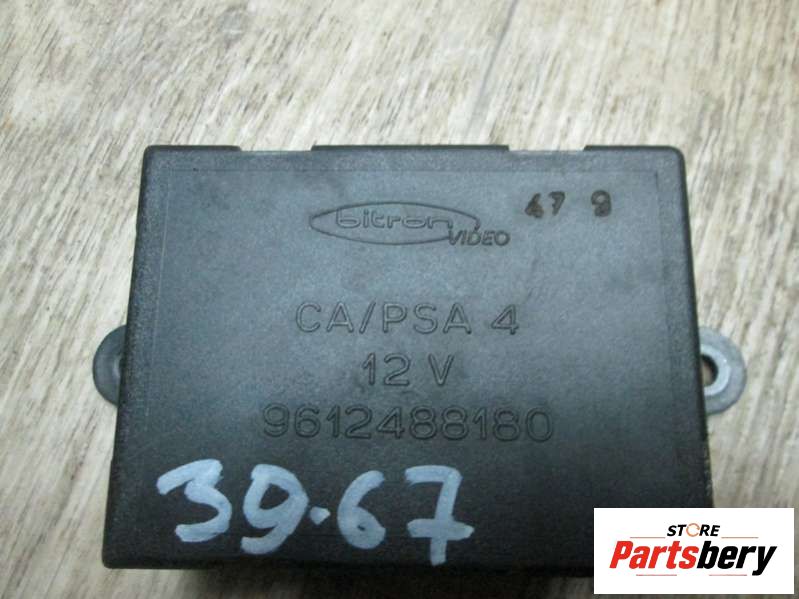 bitron
VIDEO
47 9
CA/PSA 4
12 V
9612488180
39.67
STORE
Partsbery